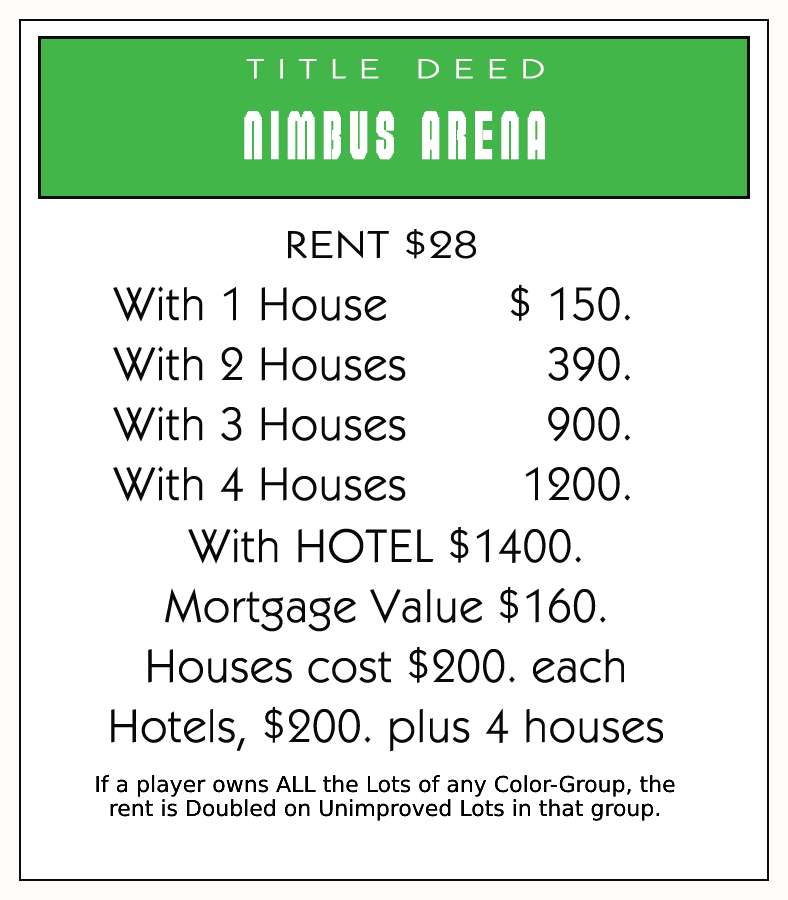 TITLE DEED
NIMBUS ARENA
RENT $28
With 1 House $ 150.
With 2 Houses 390.
With 3 Houses 900.
With 4 Houses 1200.
With HOTEL $1400.
Mortgage Value $160.
Houses cost $200. each
Hotels, $200. plus 4 houses
If a player owns ALL the Lots of any Color-Group, the
rent is Doubled on Unimproved Lots in that group.